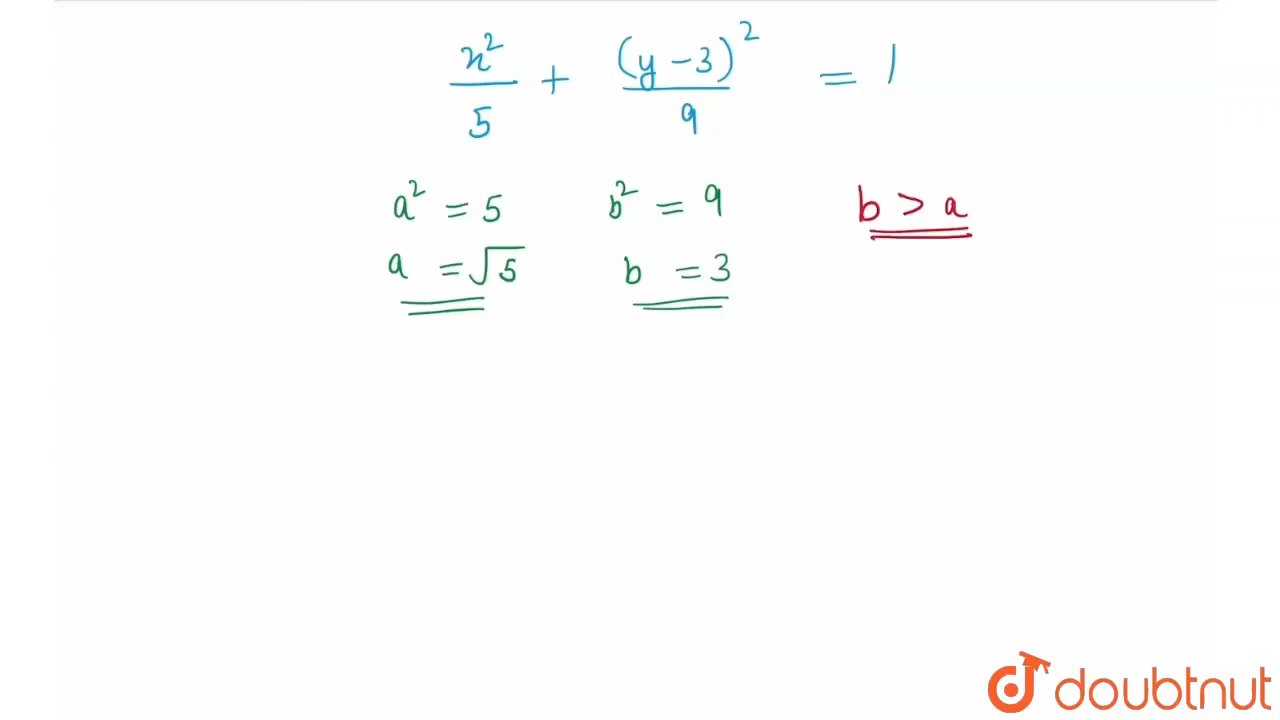 x²/5 + (y - 3)²/9 = 1
a² = 5 b² = 9 b > a
a = √5 b = 3
doubtnut